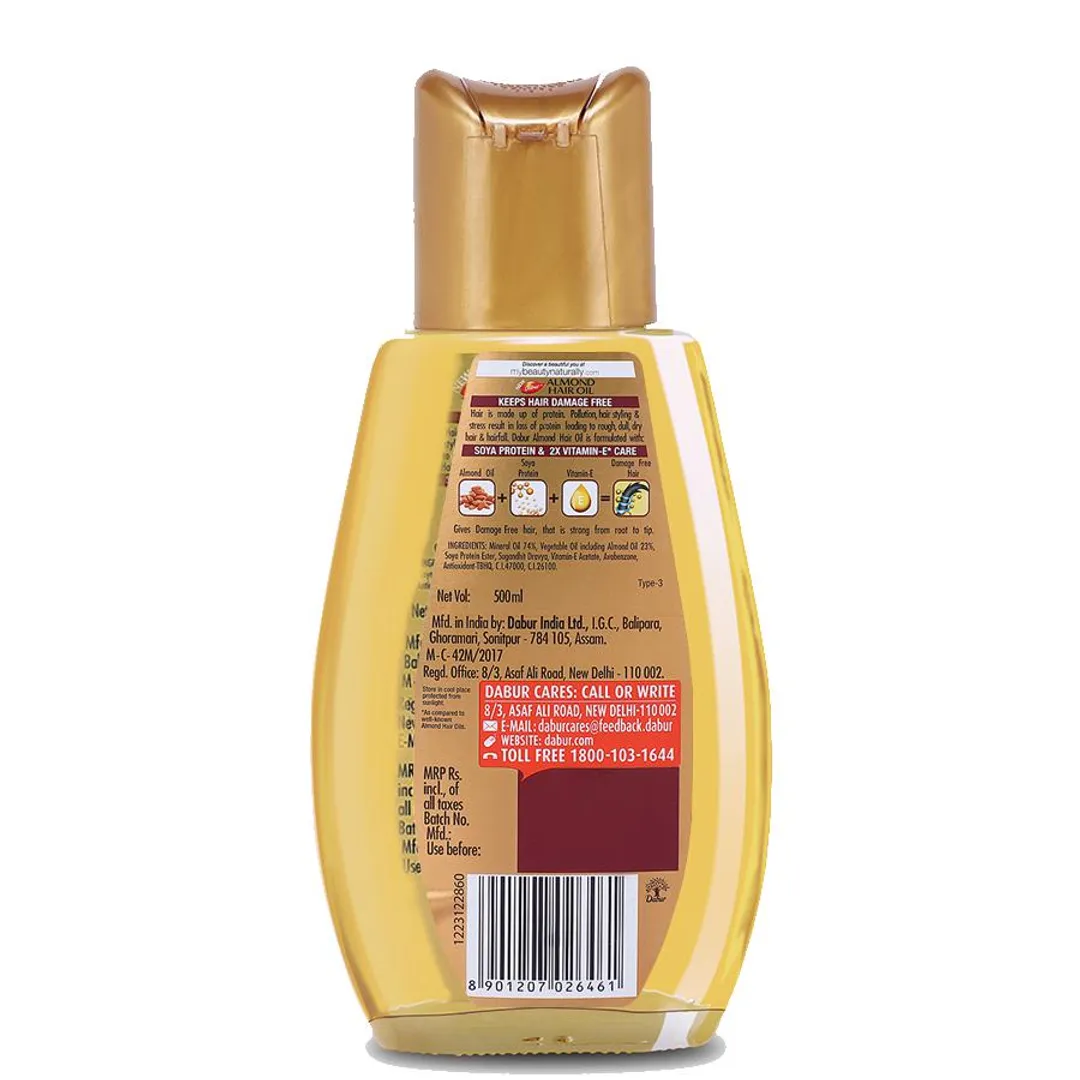 Discover a beautiful you at
mybeautynaturally.com
Dabur ALMOND
HAIR OIL
KEEPS HAIR DAMAGE FREE
Hair is made up of protein. Pollution, hair styling &
stress result in loss of protein leading to rough, dull, dry
hair & hairfall. Dabur Almond Hair Oil is formulated with:
SOYA PROTEIN & 2X VITAMIN-E* CARE
Almond Oil Soya Protein Vitamin-E Damage Free Hair
+ + E =
Gives Damage Free hair, that is strong from root to tip.
INGREDIENTS: Mineral Oil 74%, Vegetable Oil including Almond Oil 23%,
Soya Protein Ester, Sugandhit Dravya, Vitamin-E Acetate, Avobenzone,
Antioxidant-TBHQ, C.I.47000, C.I.26100.
Type-3
Net Vol: 500ml
Mfd. in India by: Dabur India Ltd., I.G.C., Balipara,
Ghoramari, Sonitpur - 784 105, Assam.
M-C- 42M/2017
Regd. Office: 8/3, Asaf Ali Road, New Delhi - 110 002.
Store in cool place
protected from
sunlight.
*As compared to
well-known
Almond Hair Oils.
DABUR CARES: CALL OR WRITE
8/3, ASAF ALI ROAD, NEW DELHI-110002
E-MAIL: daburcares@feedback.dabur
WEBSITE: dabur.com
TOLL FREE 1800-103-1644
MRP Rs.
incl., of
all taxes
Batch No.
Mfd.:
Use before:
1223122860
8 901207 026461
Dabur